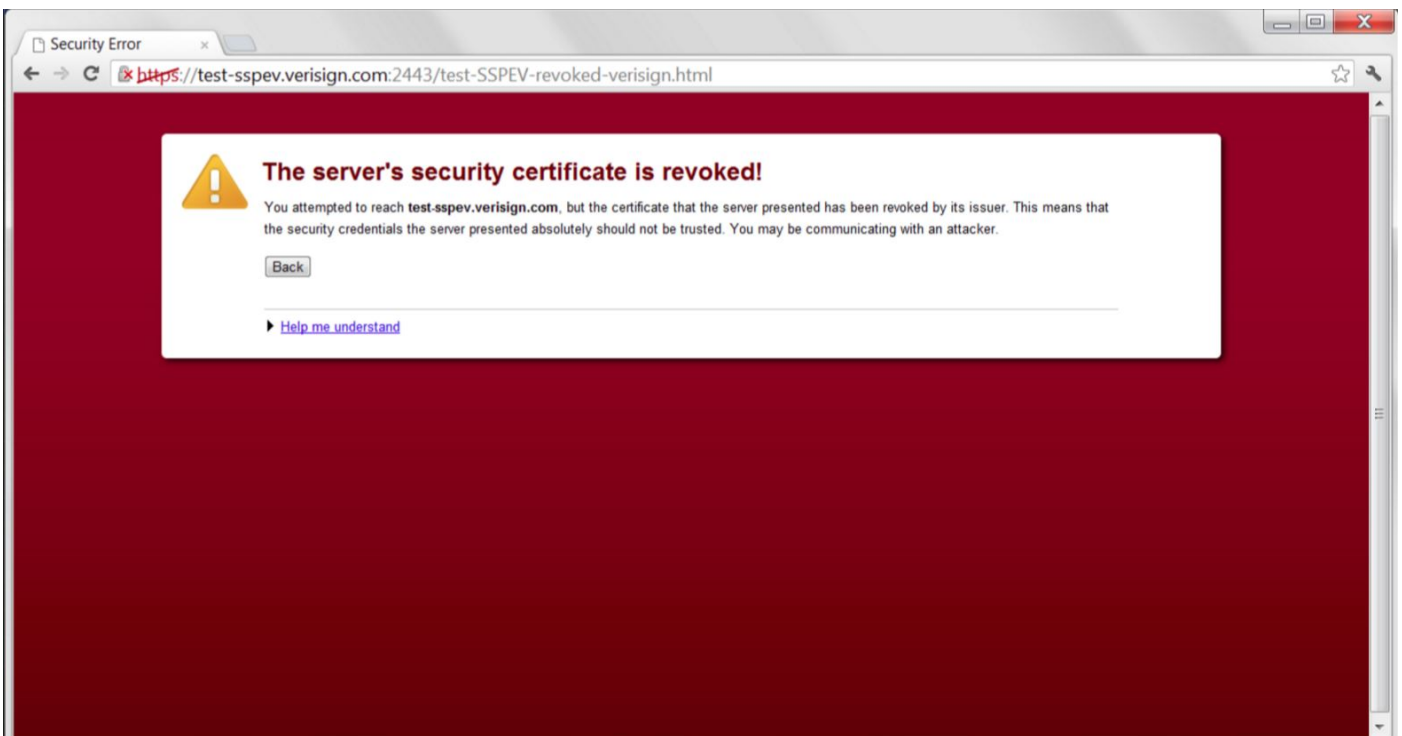 Security Error
https://test-sspev.verisign.com:2443/test-SSPEV-revoked-verisign.html
The server's security certificate is revoked!
You attempted to reach test-sspev.verisign.com, but the certificate that the server presented has been revoked by its issuer. This means that
the security credentials the server presented absolutely should not be trusted. You may be communicating with an attacker.
Back
Help me understand